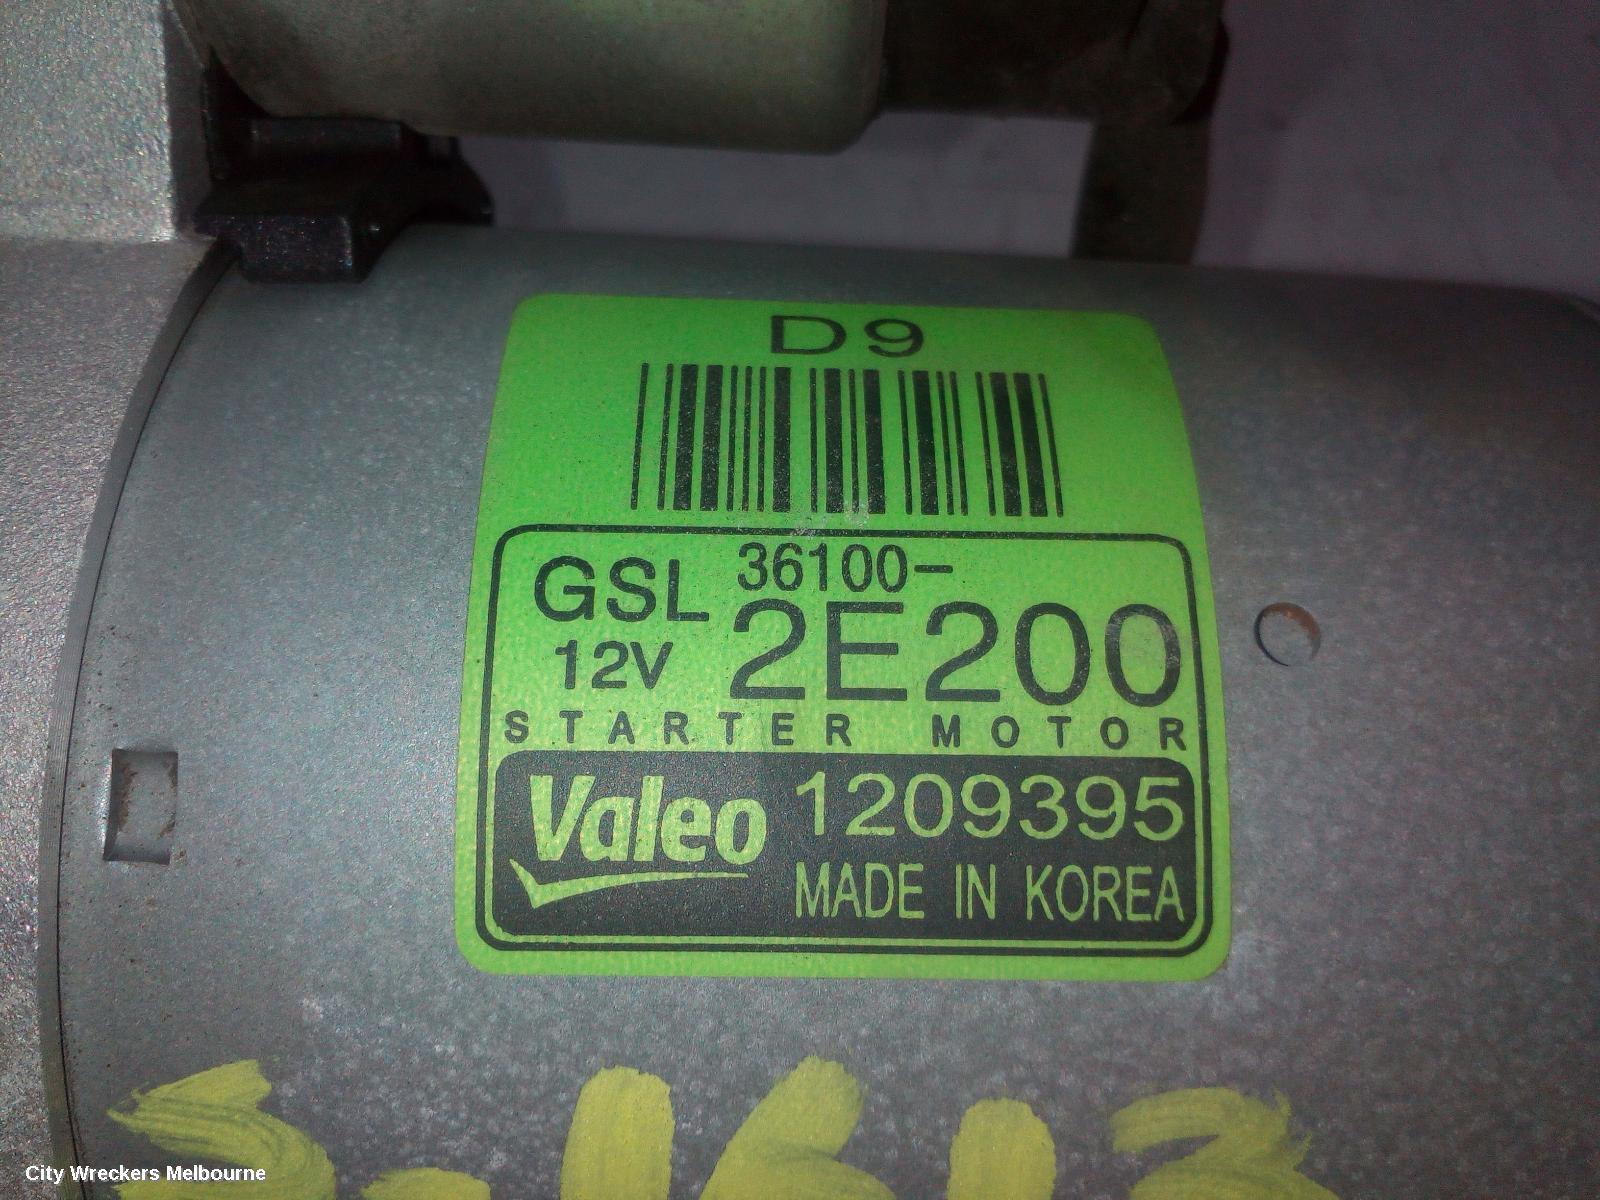 D9
GSL 36100-
12V 2E200
STARTER MOTOR
Valeo 1209395
MADE IN KOREA
City Wreckers Melbourne